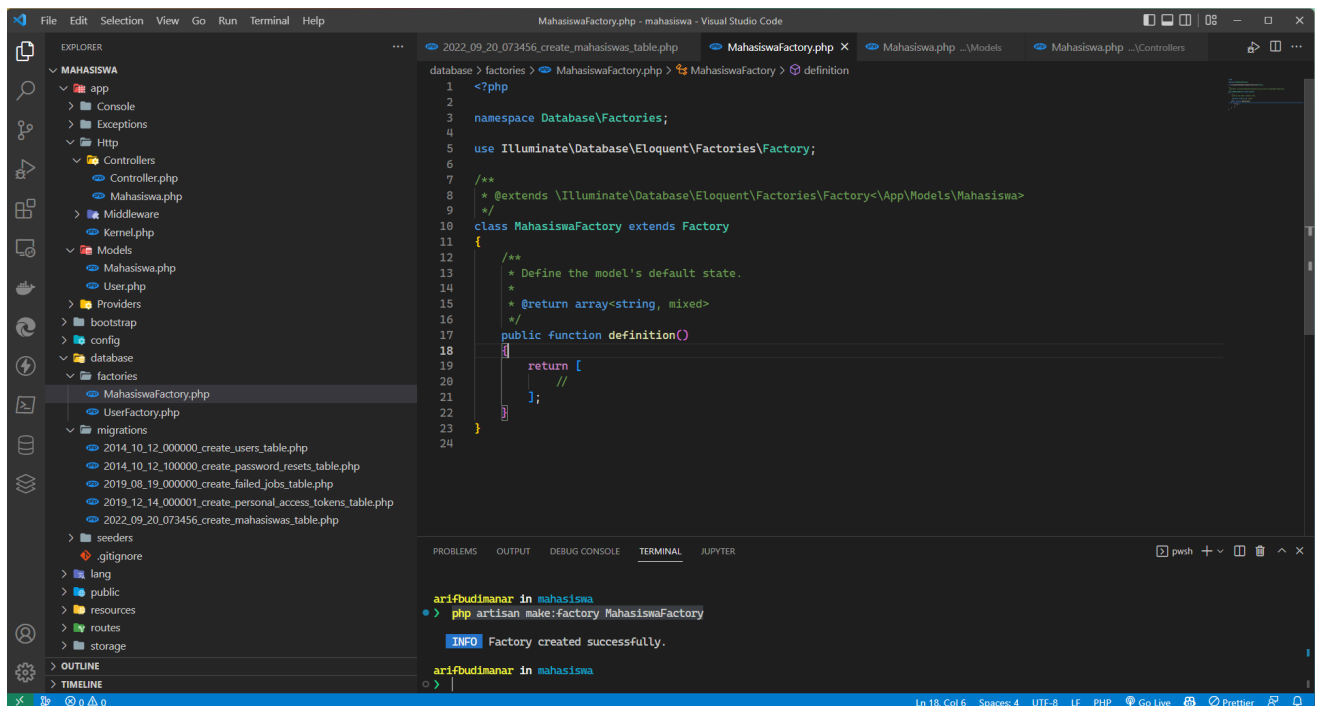 File Edit Selection View Go Run Terminal Help
MahasiswaFactory.php - mahasiswa - Visual Studio Code
EXPLORER
MAHASISWA
app
Console
Exceptions
Http
Controllers
Controller.php
Mahasiswa.php
Middleware
Kernel.php
Models
Mahasiswa.php
User.php
Providers
bootstrap
config
database
factories
MahasiswaFactory.php
UserFactory.php
migrations
2014_10_12_000000_create_users_table.php
2014_10_12_100000_create_password_resets_table.php
2019_08_19_000000_create_failed_jobs_table.php
2019_12_14_000001_create_personal_access_tokens_table.php
2022_09_20_073456_create_mahasiswas_table.php
seeders
.gitignore
lang
public
resources
routes
storage
OUTLINE
TIMELINE
2022_09_20_073456_create_mahasiswas_table.php MahasiswaFactory.php Mahasiswa.php ...\Models Mahasiswa.php ...\Controllers
database > factories > MahasiswaFactory.php > MahasiswaFactory > definition
1 <?php
2
3 namespace Database\Factories;
4
5 use Illuminate\Database\Eloquent\Factories\Factory;
6
7 /**
8 * @extends \Illuminate\Database\Eloquent\Factories\Factory<\App\Models\Mahasiswa>
9 */
10 class MahasiswaFactory extends Factory
11 {
12 /**
13 * Define the model's default state.
14 *
15 * @return array<string, mixed>
16 */
17 public function definition()
18 {
19 return [
20 //
21 ];
22 }
23 }
24
PROBLEMS OUTPUT DEBUG CONSOLE TERMINAL JUPYTER
pwsh
arifbudimanar in mahasiswa
❯ php artisan make:factory MahasiswaFactory
INFO Factory created successfully.
arifbudimanar in mahasiswa
❯
0 0
Ln 18, Col 6 Spaces: 4 UTF-8 LF PHP Go Live Prettier